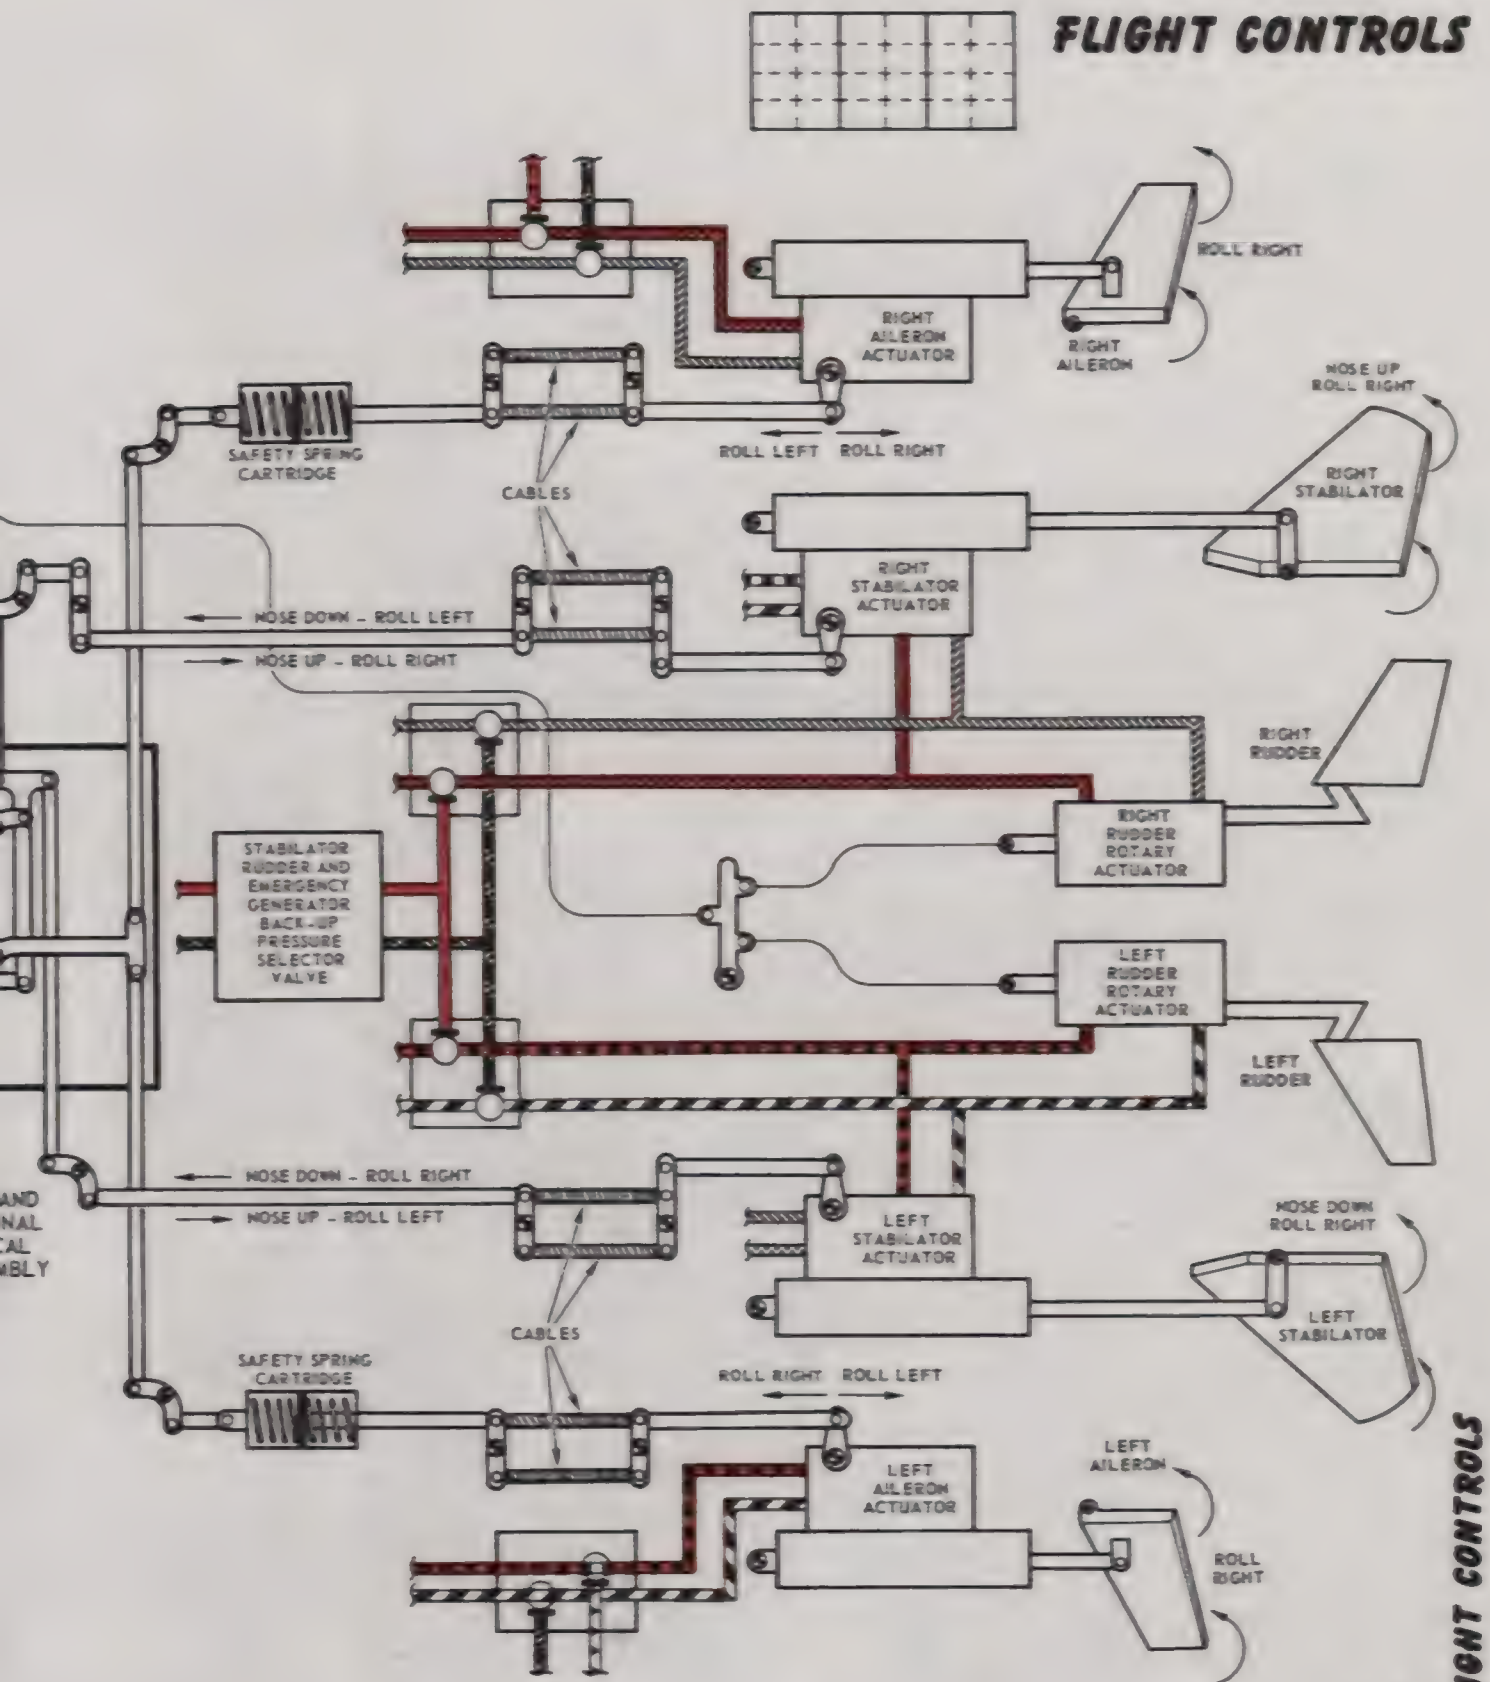 FLIGHT CONTROLS
ROLL RIGHT
RIGHT
AILERON
ACTUATOR
RIGHT
AILERON
NOSE UP
ROLL RIGHT
SAFETY SPRING
CARTRIDGE
ROLL LEFT ROLL RIGHT
CABLES
RIGHT
STABILATOR
RIGHT
STABILATOR
ACTUATOR
NOSE DOWN - ROLL LEFT
NOSE UP - ROLL RIGHT
RIGHT
RUDDER
STABILATOR
RUDDER AND
EMERGENCY
GENERATOR
BACK-UP
PRESSURE
SELECTOR
VALVE
RIGHT
RUDDER
ROTARY
ACTUATOR
LEFT
RUDDER
ROTARY
ACTUATOR
LEFT
RUDDER
NOSE DOWN - ROLL RIGHT
NOSE UP - ROLL LEFT
AND
NAL
CAL
MBLY
LEFT
STABILATOR
ACTUATOR
NOSE DOWN
ROLL RIGHT
LEFT
STABILATOR
CABLES
SAFETY SPRING
CARTRIDGE
ROLL RIGHT ROLL LEFT
LEFT
AILERON
ACTUATOR
LEFT
AILERON
ROLL
RIGHT
IGHT CONTROLS